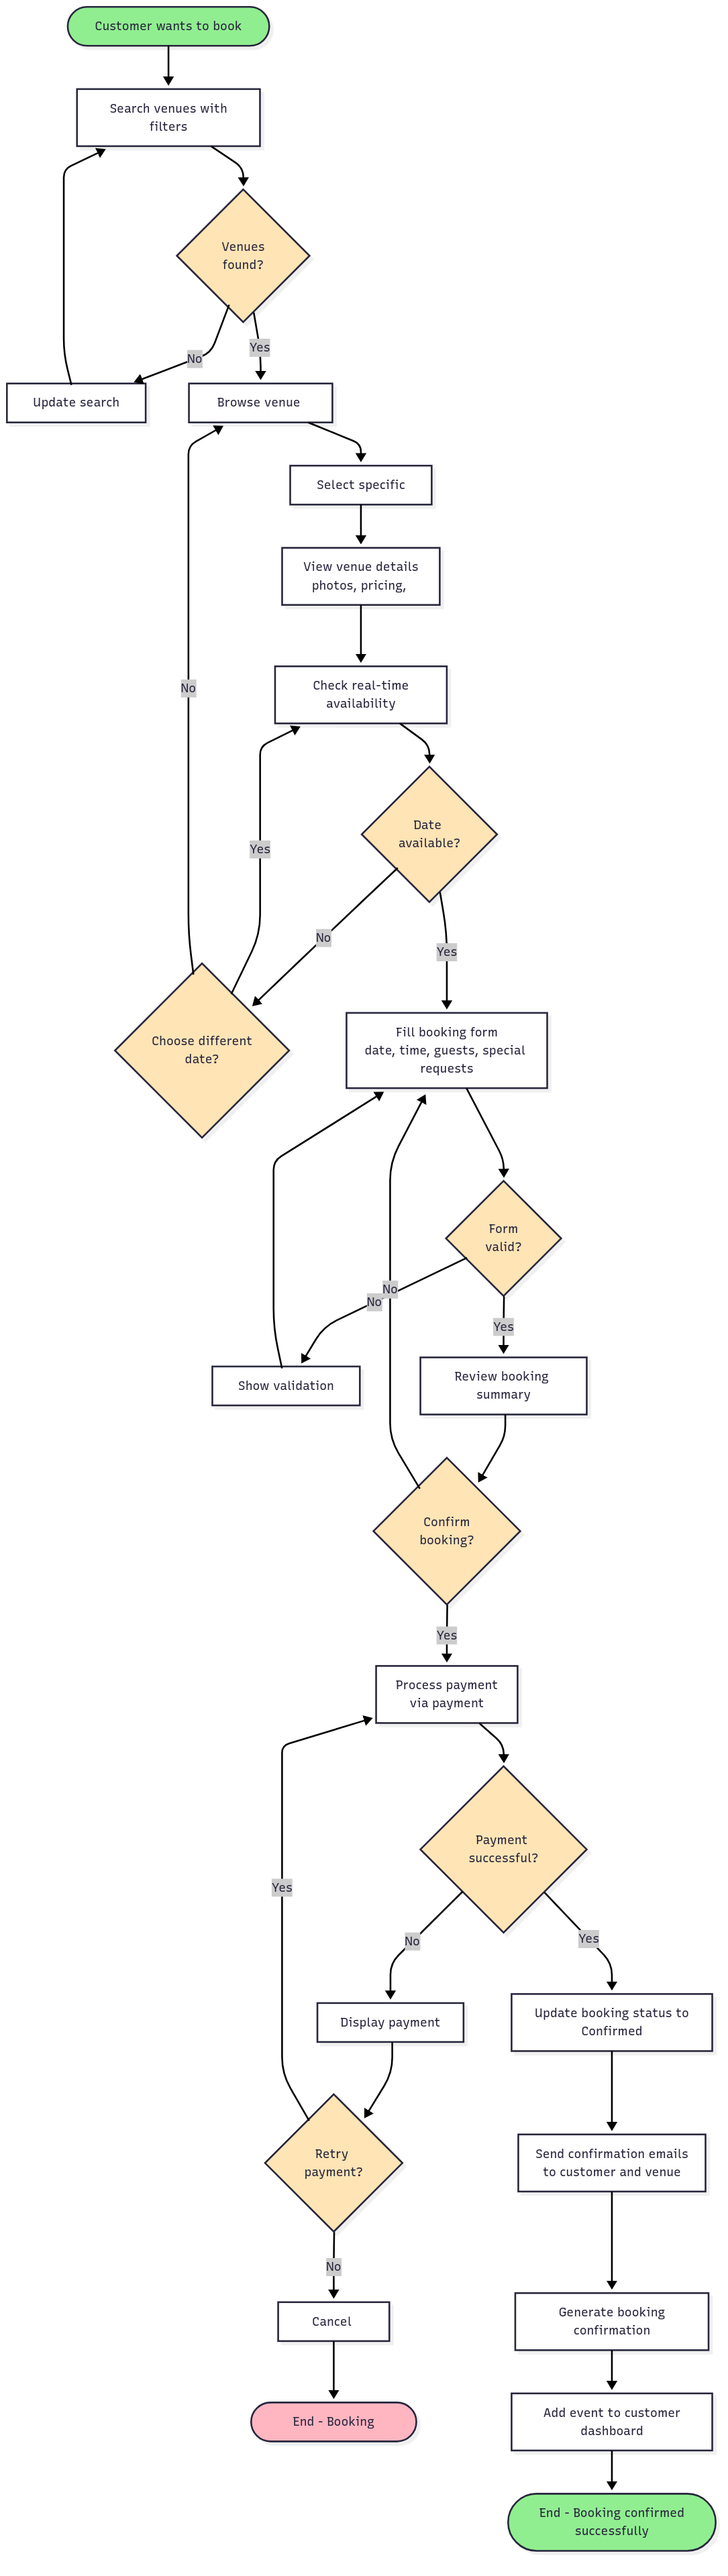 Customer wants to book
Search venues with
filters
Venues
found?
No
Yes
Update search
Browse venue
Select specific
View venue details
photos, pricing,
No
Check real-time
availability
Yes
Date
available?
No
Yes
Choose different
date?
Fill booking form
date, time, guests, special
requests
Form
valid?
No
No
Yes
Show validation
Review booking
summary
Confirm
booking?
Yes
Process payment
via payment
Payment
successful?
Yes
No
Yes
Display payment
Update booking status to
Confirmed
Retry
payment?
Send confirmation emails
to customer and venue
No
Cancel
Generate booking
confirmation
End - Booking
Add event to customer
dashboard
End - Booking confirmed
successfully